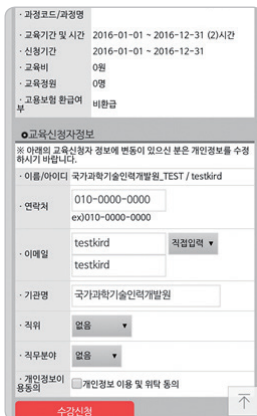 · 과정코드/과정명
· 교육기간 및 시간 2016-01-01 ~ 2016-12-31 (2)시간
· 신청기간 2016-01-01 ~ 2016-12-31
· 교육비 0원
· 교육정원 0명
· 고용보험 환급여부 비환급
교육신청자정보
※ 아래의 교육신청자 정보에 변동이 있으신 분은 개인정보를 수정
하시기 바랍니다.
· 이름/아이디 국가과학기술인력개발원_TEST / testkird
· 연락처 010-0000-0000
ex)010-0000-0000
· 이메일 testkird 직접입력 ▼
testkird
· 기관명 국가과학기술인력개발원
· 직위 없음 ▼
· 직무분야 없음 ▼
· 개인정보이용동의 개인정보 이용 및 위탁 동의
수강신청